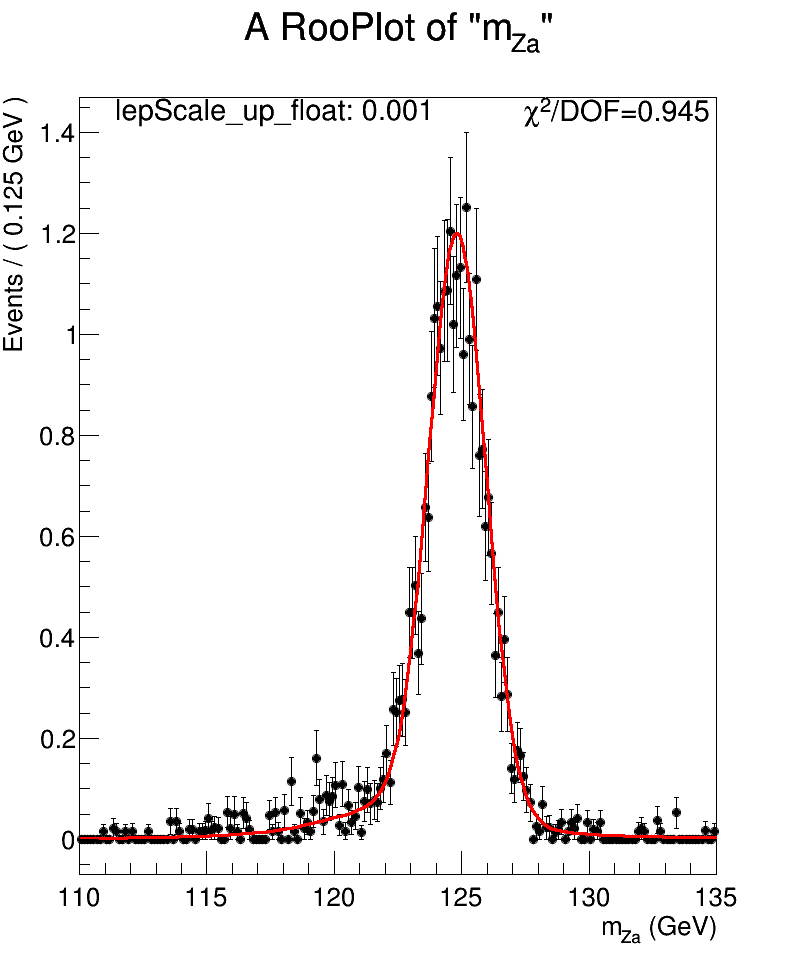 A RooPlot of "m_Za"
lepScale_up_float: 0.001
χ²/DOF=0.945
Events / ( 0.125 GeV )
1.4
1.2
1
0.8
0.6
0.4
0.2
0
110 115 120 125 130 135
m_Za (GeV)